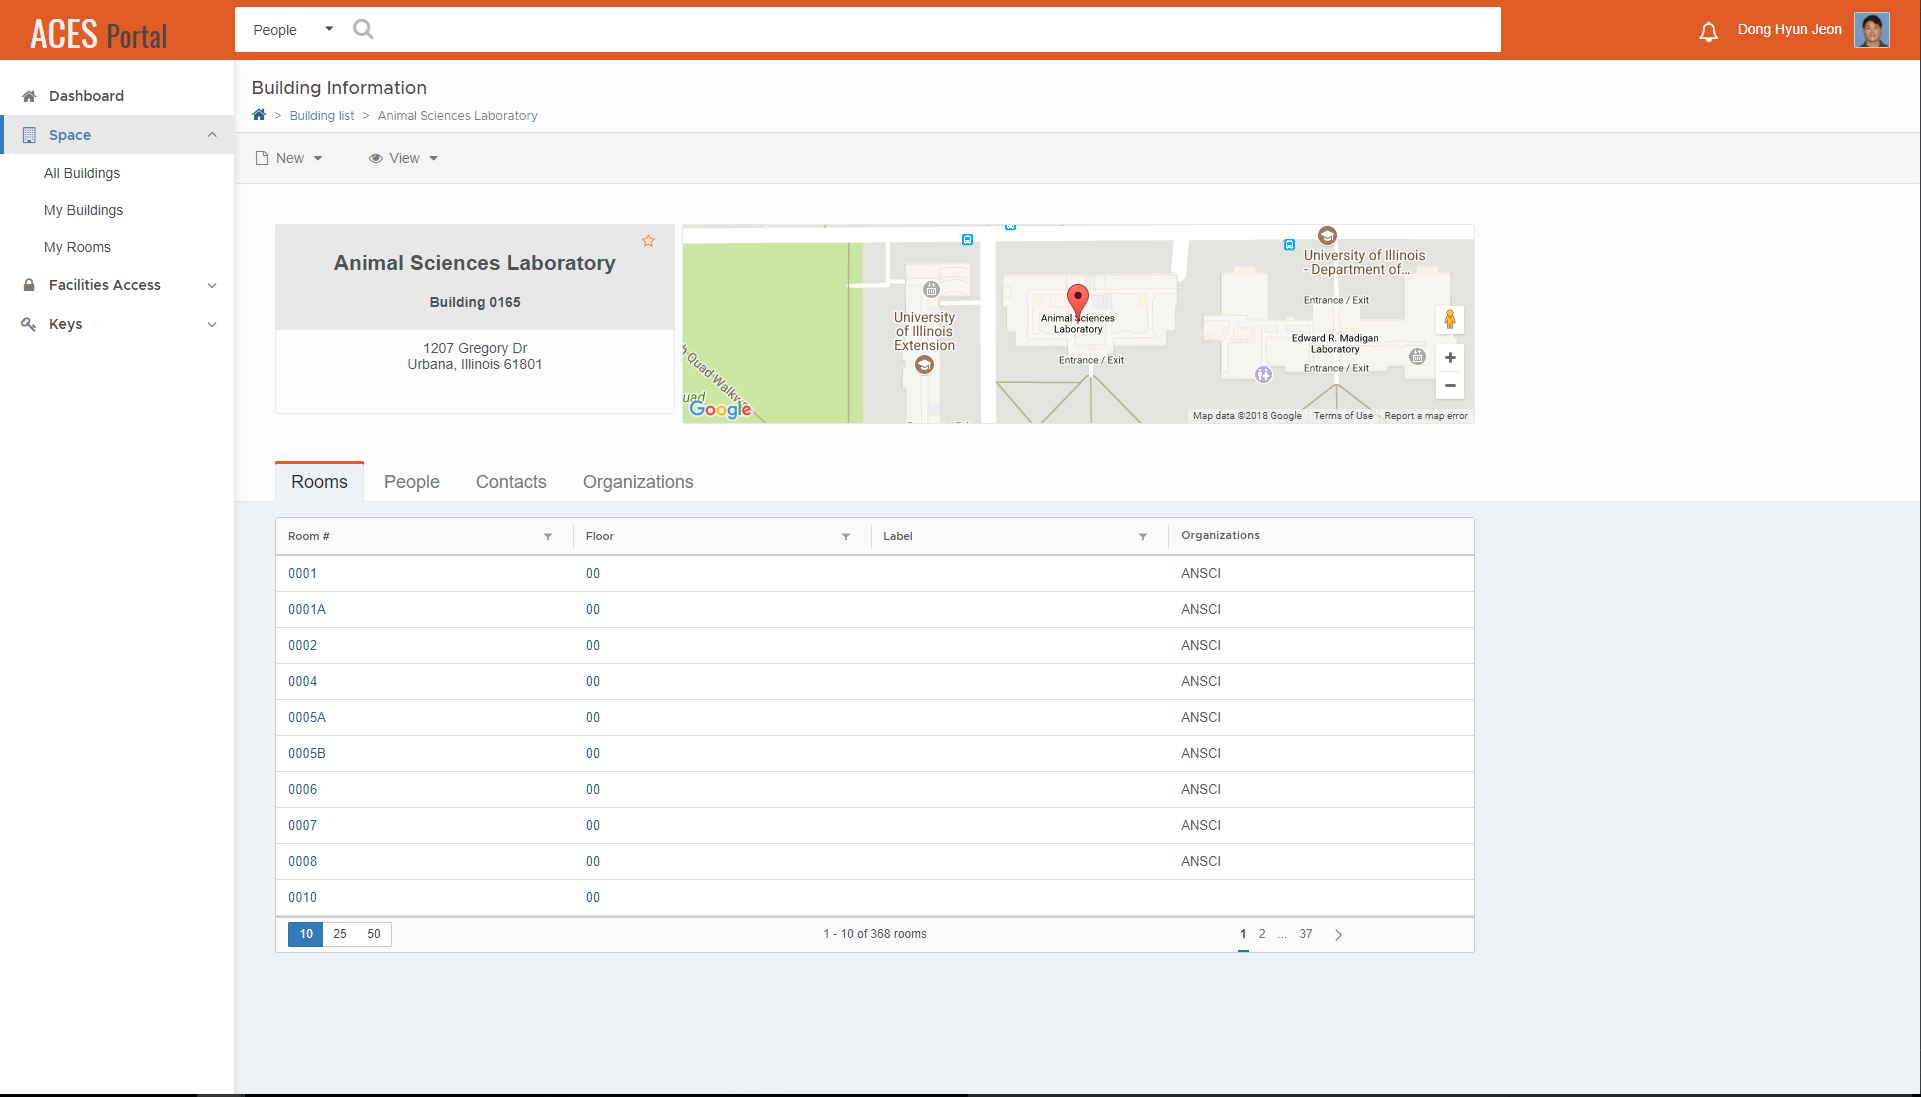 ACES Portal
People
Dong Hyun Jeon
Dashboard
Space
All Buildings
My Buildings
My Rooms
Facilities Access
Keys
Building Information
> Building list > Animal Sciences Laboratory
New
View
Animal Sciences Laboratory
Building 0165
1207 Gregory Dr
Urbana, Illinois 61801
University
of Illinois
Extension
Quad Walkw
uad
Google
Animal Sciences
Laboratory
Entrance / Exit
University of Illinois
- Department of...
Entrance / Exit
Edward R. Madigan
Laboratory
Entrance / Exit
+
−
Map data ©2018 Google
Terms of Use
Report a map error
Rooms
People
Contacts
Organizations
Room # Floor Label Organizations
0001 00 ANSCI
0001A 00 ANSCI
0002 00 ANSCI
0004 00 ANSCI
0005A 00 ANSCI
0005B 00 ANSCI
0006 00 ANSCI
0007 00 ANSCI
0008 00 ANSCI
0010 00
10 25 50
1 - 10 of 368 rooms
1 2 ... 37